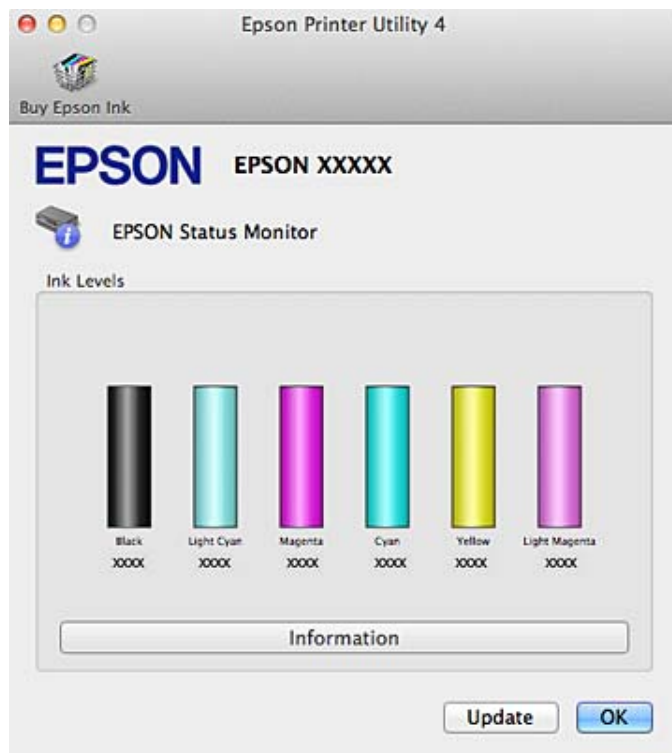 Epson Printer Utility 4
Buy Epson Ink
EPSON EPSON XXXXX
EPSON Status Monitor
Ink Levels
Black Light Cyan Magenta Cyan Yellow Light Magenta
XXXX XXXX XXXX XXXX XXXX XXXX
Information
Update OK